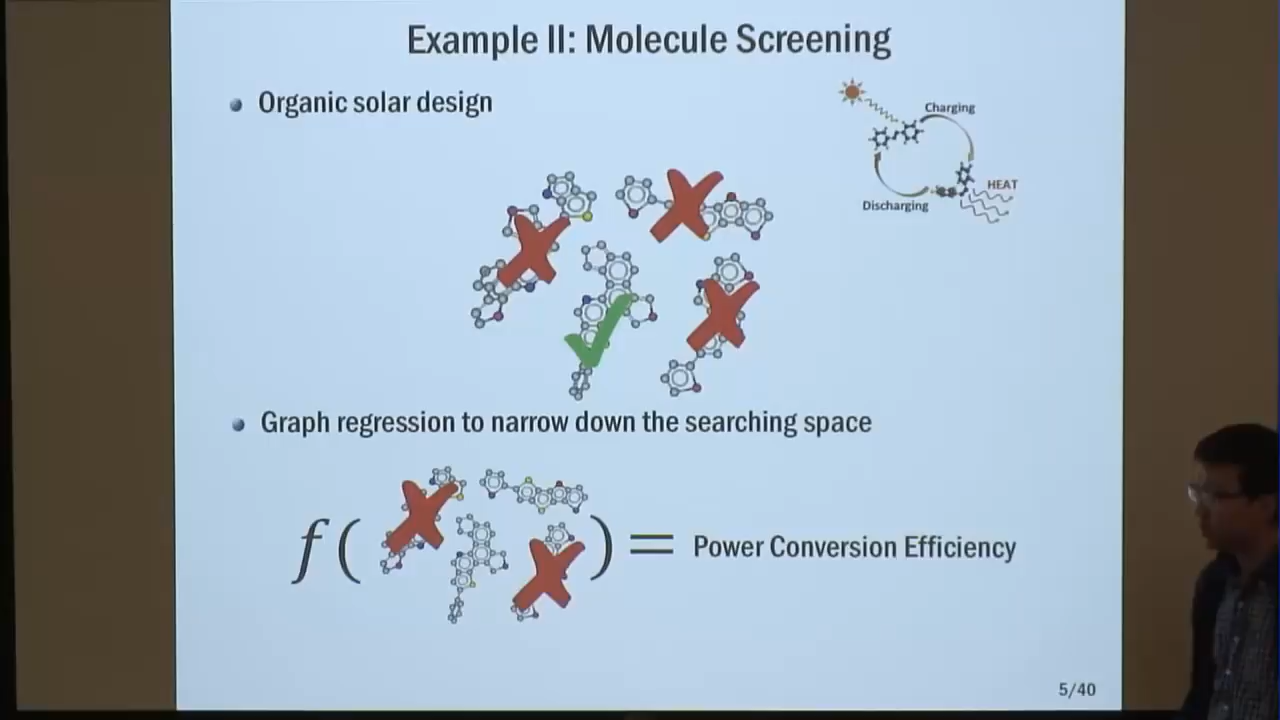 Example II: Molecule Screening
Organic solar design
Charging
HEAT
Discharging
Graph regression to narrow down the searching space
f( ) = Power Conversion Efficiency
5/40